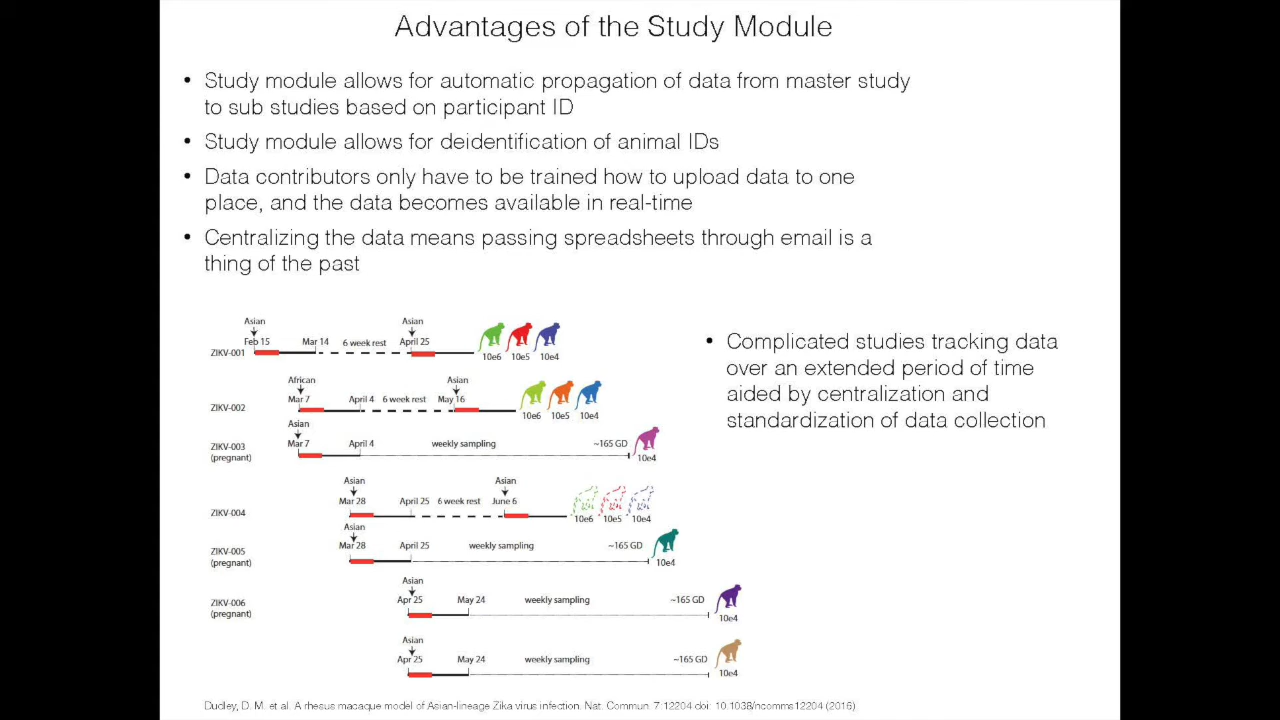 Advantages of the Study Module
• Study module allows for automatic propagation of data from master study
to sub studies based on participant ID
• Study module allows for deidentification of animal IDs
• Data contributors only have to be trained how to upload data to one
place, and the data becomes available in real-time
• Centralizing the data means passing spreadsheets through email is a
thing of the past
• Complicated studies tracking data
over an extended period of time
aided by centralization and
standardization of data collection
Asian Asian
Feb 15 Mar 14 6 week rest April 25
ZIKV-001
10e6 10e5 10e4
African Asian
Mar 7 April 4 6 week rest May 16
ZIKV-002
10e6 10e5 10e4
Asian
Mar 7 April 4 weekly sampling ~165 GD
ZIKV-003
(pregnant)
10e4
Asian Asian
Mar 28 April 25 6 week rest June 6
ZIKV-004
10e6 10e5 10e4
Asian
Mar 28 April 25 weekly sampling ~165 GD
ZIKV-005
(pregnant)
10e4
Asian
Apr 25 May 24 weekly sampling ~165 GD
ZIKV-006
(pregnant)
10e4
Asian
Apr 25 May 24 weekly sampling ~165 GD
10e4
Dudley, D. M. et al. A rhesus macaque model of Asian-lineage Zika virus infection. Nat. Commun. 7:12204 doi: 10.1038/ncomms12204 (2016)